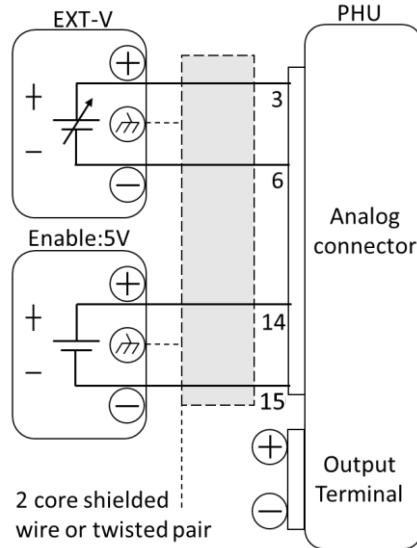 EXT-V
PHU
+
+
3
−
−
6
Analog
connector
Enable:5V
+
+
14
−
−
15
+
Output
Terminal
−
2 core shielded
wire or twisted pair